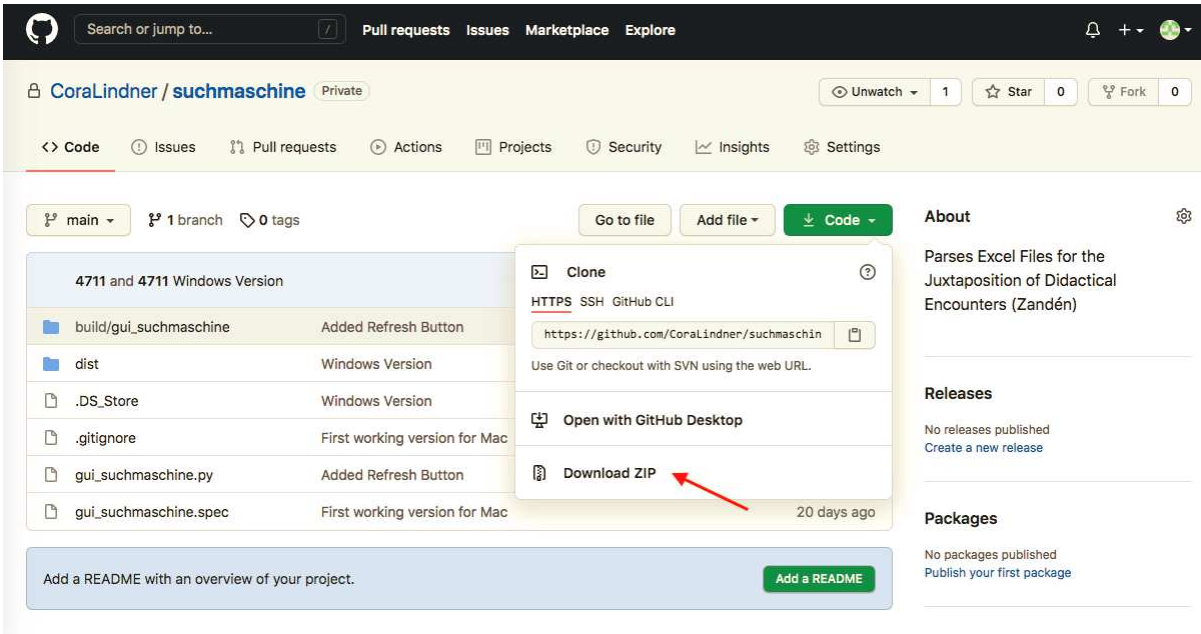 Search or jump to... /
Pull requests Issues Marketplace Explore
CoraLindner / suchmaschine Private
Unwatch 1 Star 0 Fork 0
<> Code Issues Pull requests Actions Projects Security Insights Settings
main 1 branch 0 tags
Go to file Add file Code
4711 and 4711 Windows Version
build/gui_suchmaschine Added Refresh Button
dist Windows Version
.DS_Store Windows Version
.gitignore First working version for Mac
gui_suchmaschine.py Added Refresh Button
gui_suchmaschine.spec First working version for Mac 20 days ago
Clone
HTTPS SSH GitHub CLI
https://github.com/CoraLindner/suchmaschin
Use Git or checkout with SVN using the web URL.
Open with GitHub Desktop
Download ZIP
Add a README with an overview of your project.
Add a README
About
Parses Excel Files for the
Juxtaposition of Didactical
Encounters (Zandén)
Releases
No releases published
Create a new release
Packages
No packages published
Publish your first package